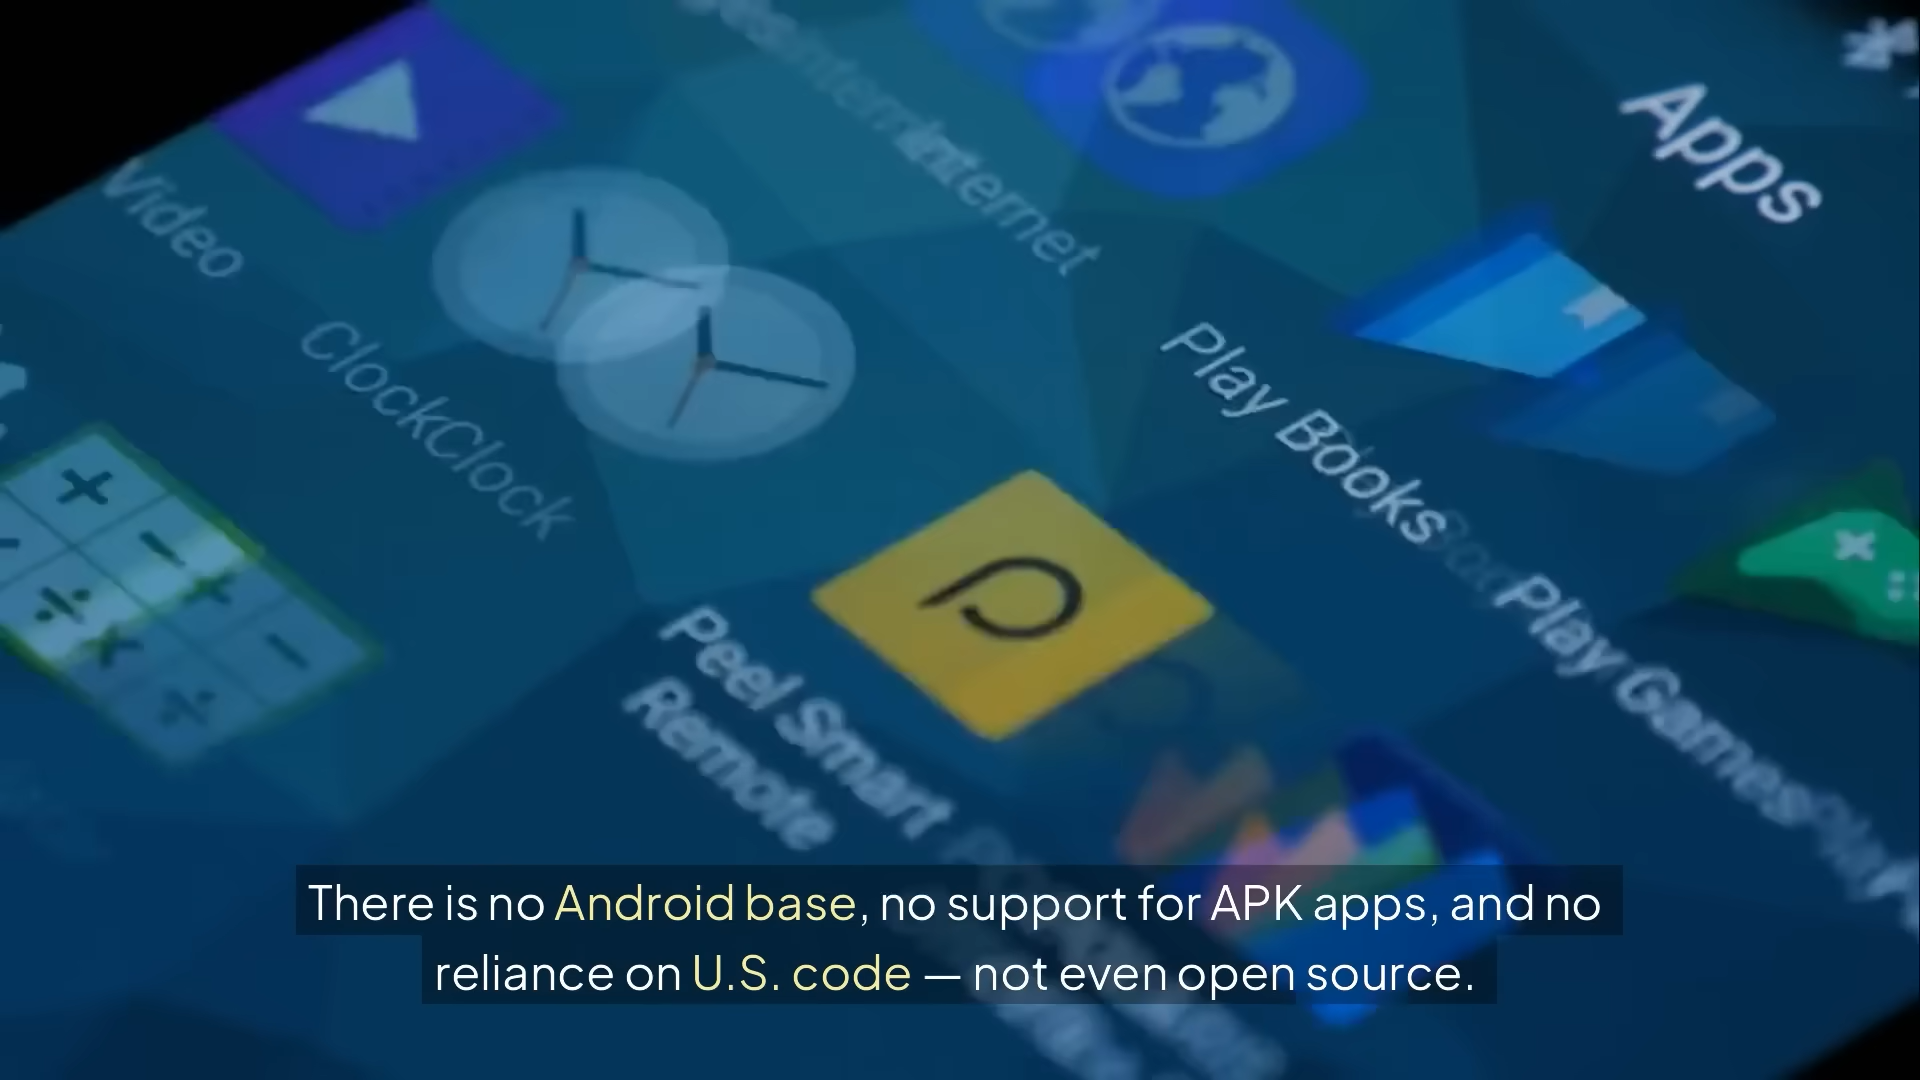 Apps
Internet
Video
ClockClock
Play Books
Play Games
Peel Smart
Remote
There is no Android base, no support for APK apps, and no
reliance on U.S. code — not even open source.